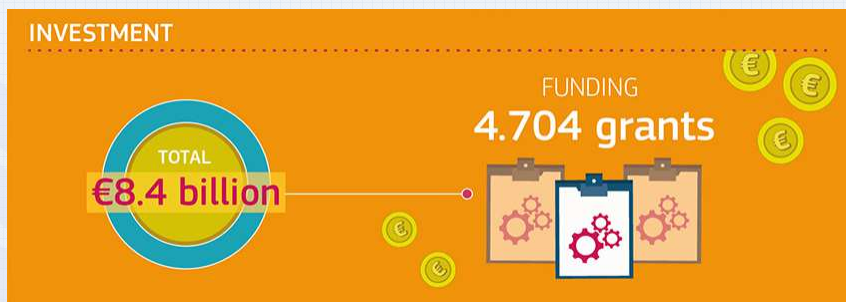 INVESTMENT
TOTAL
€8.4 billion
FUNDING
4.704 grants